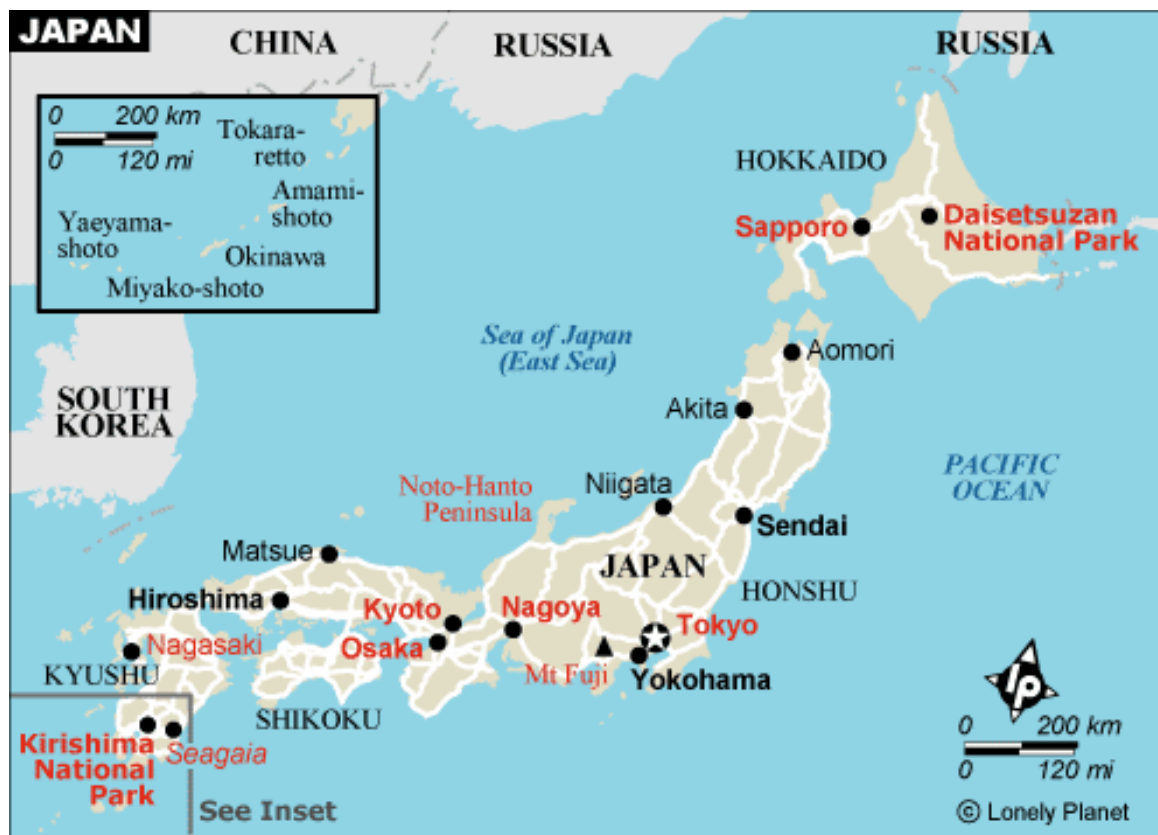 JAPAN
CHINA
RUSSIA
RUSSIA
0 200 km
0 120 mi
Tokara-
retto
Amami-
shoto
Yaeyama-
shoto
Okinawa
Miyako-shoto
HOKKAIDO
Sapporo
Daisetsuzan
National Park
Sea of Japan
(East Sea)
Aomori
SOUTH
KOREA
Akita
PACIFIC
OCEAN
Noto-Hanto
Peninsula
Niigata
Sendai
Matsue
JAPAN
HONSHU
Hiroshima
Kyoto
Nagoya
Tokyo
Nagasaki
Osaka
KYUSHU
Mt Fuji
Yokohama
SHIKOKU
lp
0 200 km
0 120 mi
Kirishima
National
Park
Seagaia
See Inset
© Lonely Planet